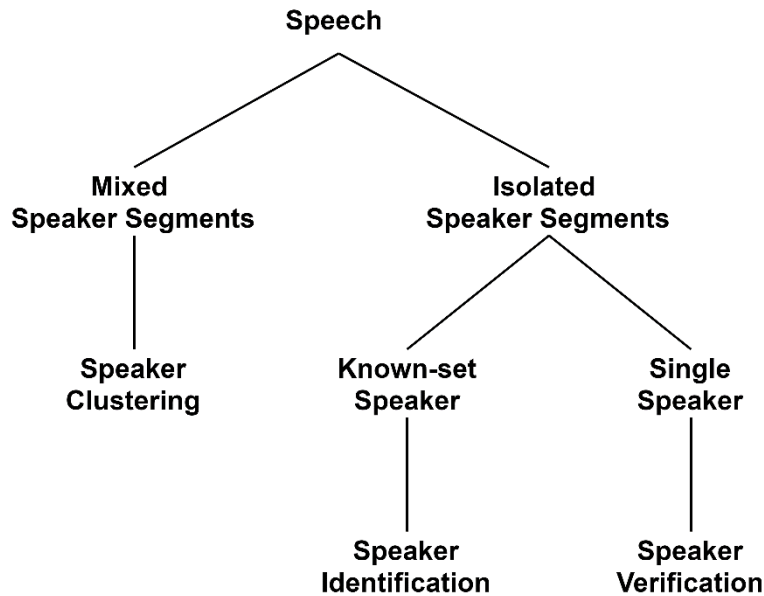 Speech
Mixed
Speaker Segments
Isolated
Speaker Segments
Speaker
Clustering
Known-set
Speaker
Single
Speaker
Speaker
Identification
Speaker
Verification